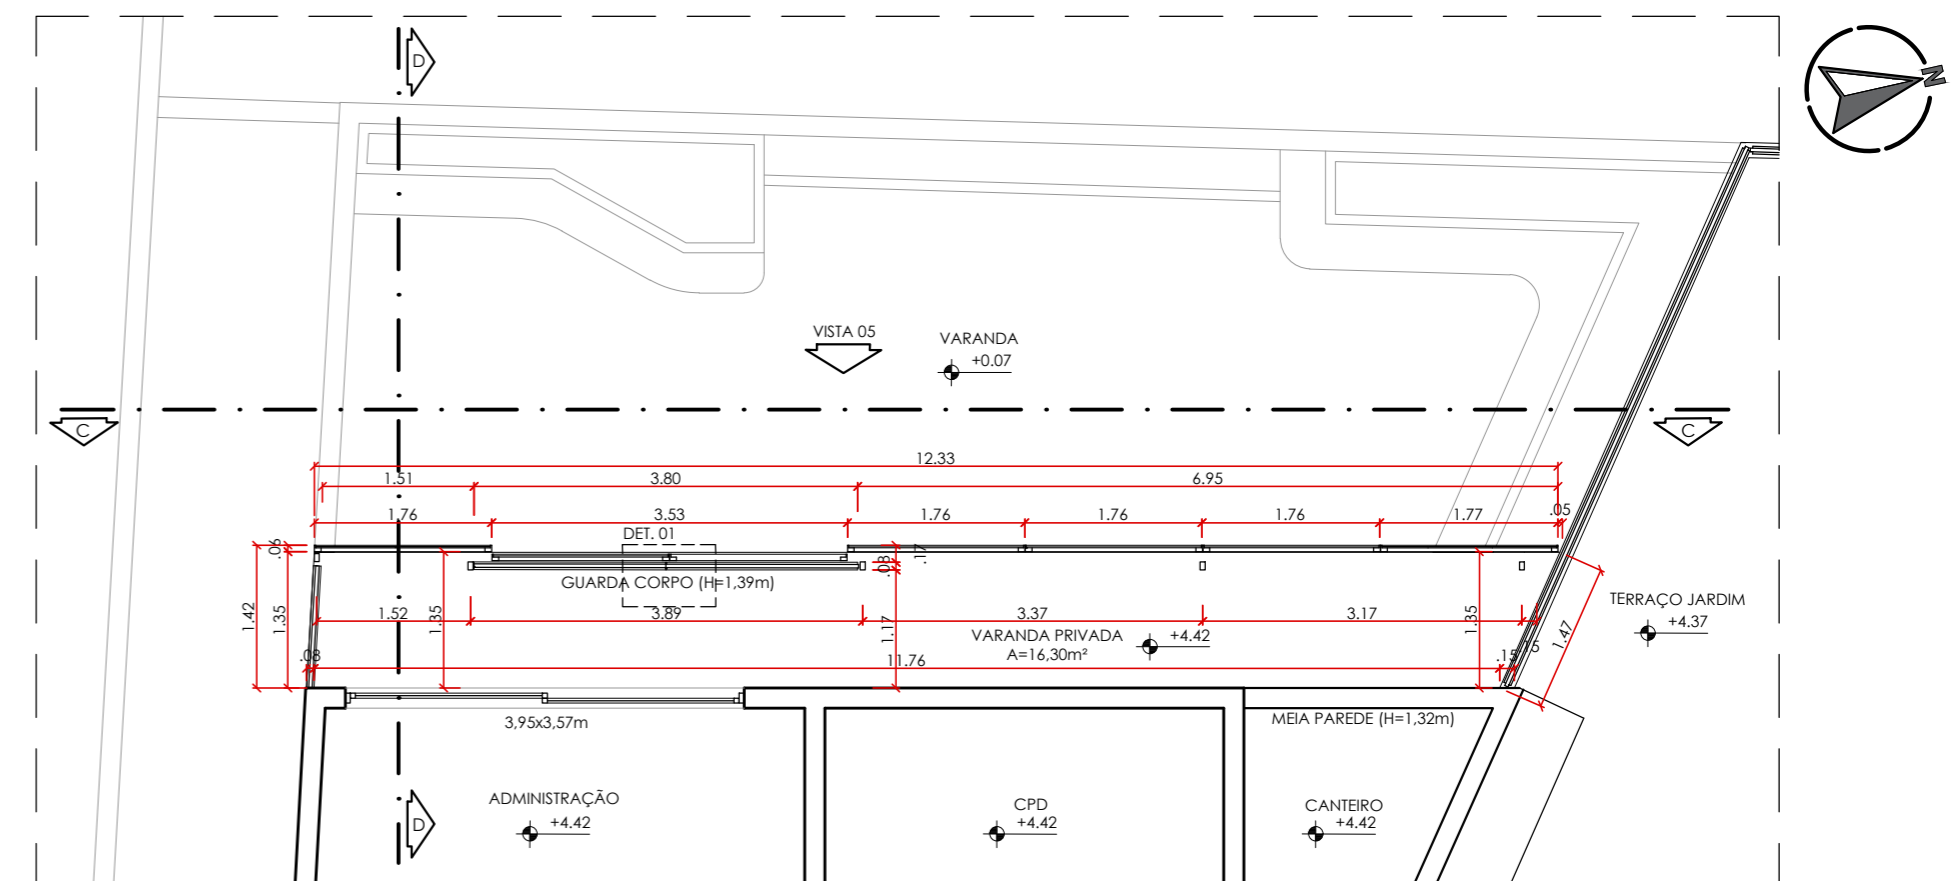 D
N
VISTA 05
VARANDA
+0.07
C
C
12.33
1.51
3.80
6.95
1.76
3.53
1.76
1.76
1.76
1.77
.05
DET. 01
.06
.17
.08
GUARDA CORPO (H=1,39m)
1.42
1.35
1.52
1.35
3.89
1.17
3.37
3.17
1.35
1.47
TERRAÇO JARDIM
+4.37
VARANDA PRIVADA
+4.42
A=16,30m²
.08
11.76
.15
.15
3,95x3,57m
MEIA PAREDE (H=1,32m)
ADMINISTRAÇÃO
+4.42
CPD
+4.42
CANTEIRO
+4.42
D